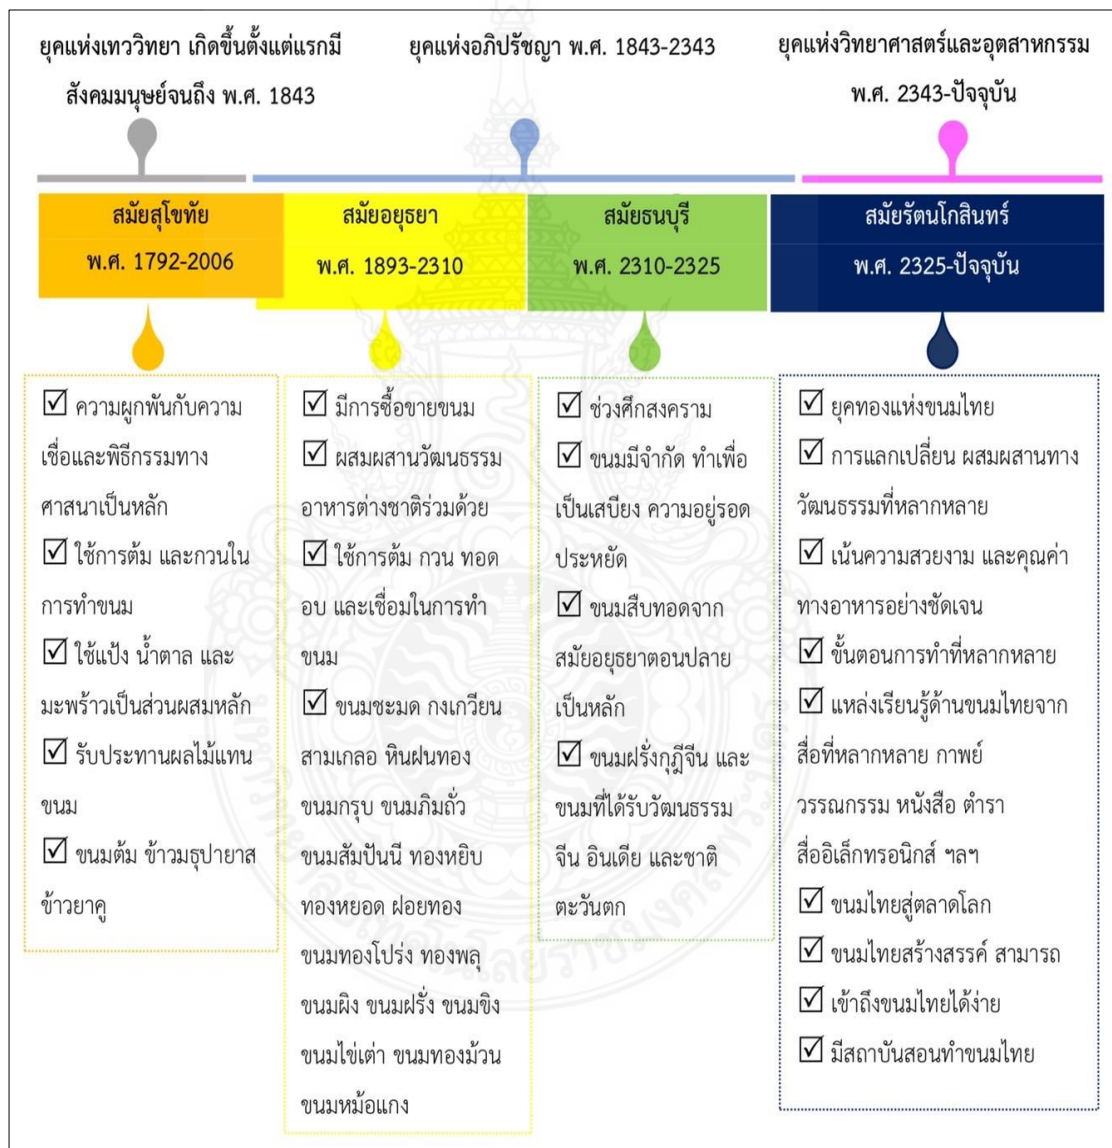 ยุคแห่งเทววิทยา เกิดขึ้นตั้งแต่แรกมี
สังคมมนุษย์จนถึง พ.ศ. 1843
ยุคแห่งอภิปรัชญา พ.ศ. 1843-2343
ยุคแห่งวิทยาศาสตร์และอุตสาหกรรม
พ.ศ. 2343-ปัจจุบัน
สมัยสุโขทัย
พ.ศ. 1792-2006
สมัยอยุธยา
พ.ศ. 1893-2310
สมัยธนบุรี
พ.ศ. 2310-2325
สมัยรัตนโกสินทร์
พ.ศ. 2325-ปัจจุบัน
☑ ความผูกพันกับความ
เชื่อและพิธีกรรมทาง
ศาสนาเป็นหลัก
☑ ใช้การต้ม และกวนใน
การทำขนม
☑ ใช้แป้ง น้ำตาล และ
มะพร้าวเป็นส่วนผสมหลัก
☑ รับประทานผลไม้แทน
ขนม
☑ ขนมต้ม ข้าวมธุปายาส
ข้าวยาคู
☑ มีการซื้อขายขนม
☑ ผสมผสานวัฒนธรรม
อาหารต่างชาติร่วมด้วย
☑ ใช้การต้ม กวน ทอด
อบ และเชื่อมในการทำ
ขนม
☑ ขนมชะมด กงเกวียน
สามเกลอ หินฝนทอง
ขนมกรุบ ขนมภิมถั่ว
ขนมสัมปันนี ทองหยิบ
ทองหยอด ฝอยทอง
ขนมทองโปร่ง ทองพลุ
ขนมผิง ขนมฝรั่ง ขนมขิง
ขนมไข่เต่า ขนมทองม้วน
ขนมหม้อแกง
☑ ช่วงศึกสงคราม
☑ ขนมมีจำกัด ทำเพื่อ
เป็นเสบียง ความอยู่รอด
ประหยัด
☑ ขนมสืบทอดจาก
สมัยอยุธยาตอนปลาย
เป็นหลัก
☑ ขนมฝรั่งกุฎีจีน และ
ขนมที่ได้รับวัฒนธรรม
จีน อินเดีย และชาติ
ตะวันตก
☑ ยุคทองแห่งขนมไทย
☑ การแลกเปลี่ยน ผสมผสานทาง
วัฒนธรรมที่หลากหลาย
☑ เน้นความสวยงาม และคุณค่า
ทางอาหารอย่างชัดเจน
☑ ขั้นตอนการทำที่หลากหลาย
☑ แหล่งเรียนรู้ด้านขนมไทยจาก
สื่อที่หลากหลาย กาพย์
วรรณกรรม หนังสือ ตำรา
สื่ออิเล็กทรอนิกส์ ฯลฯ
☑ ขนมไทยสู่ตลาดโลก
☑ ขนมไทยสร้างสรรค์ สามารถ
☑ เข้าถึงขนมไทยได้ง่าย
☑ มีสถาบันสอนทำขนมไทย